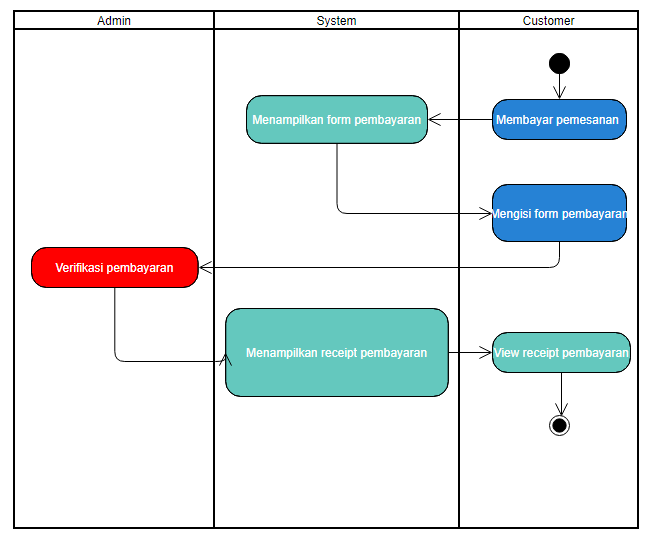 Admin
System
Customer
Menampilkan form pembayaran
Membayar pemesanan
Mengisi form pembayaran
Verifikasi pembayaran
Menampilkan receipt pembayaran
View receipt pembayaran